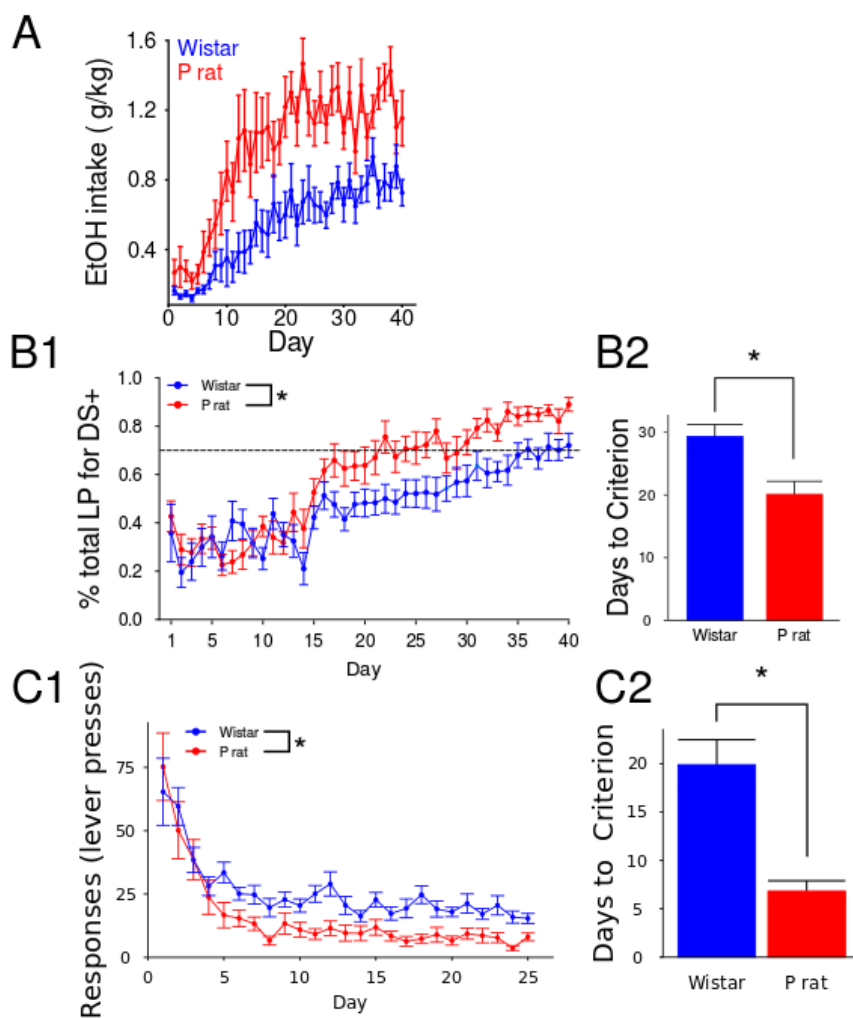 A
EtOH intake ( g/kg)
1.6
1.2
0.8
0.4
Wistar
P rat
0
10
20
30
40
Day
B1
% total LP for DS+
1.0
0.8
0.6
0.4
0.2
0.0
Wistar
P rat
*
1
5
10
15
20
25
30
35
40
Day
B2
*
Days to Criterion
30
20
10
0
Wistar
P rat
C1
Responses (lever presses)
75
50
25
0
Wistar
P rat
*
0
5
10
15
20
25
Day
C2
*
Days to Criterion
20
15
10
5
0
Wistar
P rat